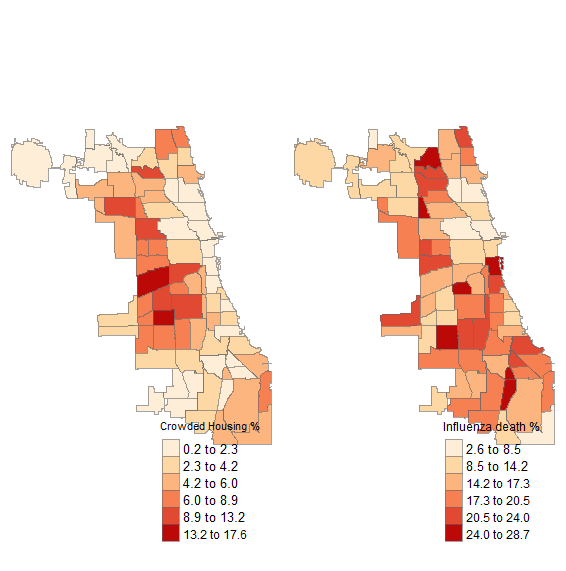 Crowded Housing %
0.2 to 2.3
2.3 to 4.2
4.2 to 6.0
6.0 to 8.9
8.9 to 13.2
13.2 to 17.6
Influenza death %
2.6 to 8.5
8.5 to 14.2
14.2 to 17.3
17.3 to 20.5
20.5 to 24.0
24.0 to 28.7